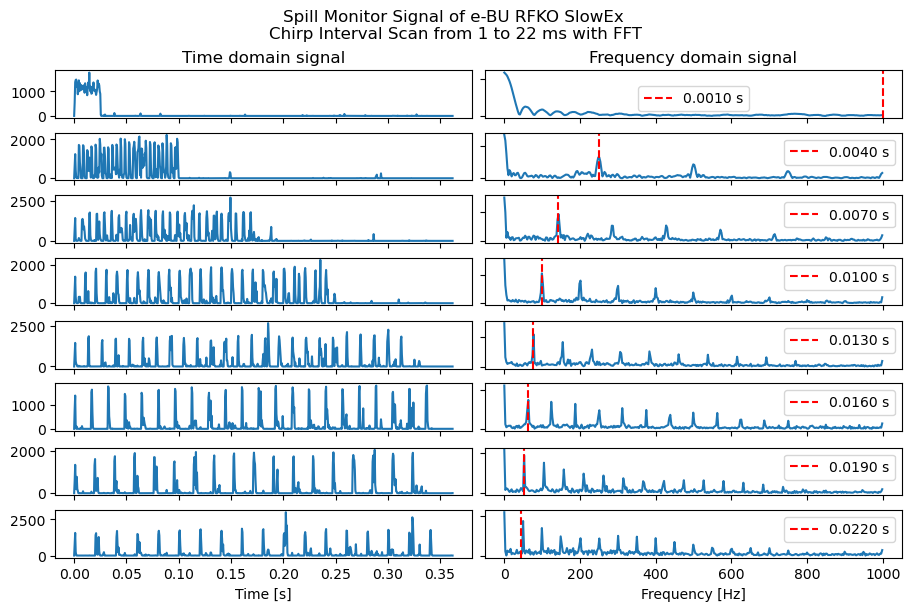 Spill Monitor Signal of e-BU RFKO SlowEx
Chirp Interval Scan from 1 to 22 ms with FFT
Time domain signal
Frequency domain signal
1000
0
0.0010 s
2000
0
0.0040 s
2500
0
0.0070 s
2000
0
0.0100 s
2500
0
0.0130 s
1000
0
0.0160 s
2000
0
0.0190 s
2500
0
0.0220 s
0.00 0.05 0.10 0.15 0.20 0.25 0.30 0.35
0 200 400 600 800 1000
Time [s]
Frequency [Hz]